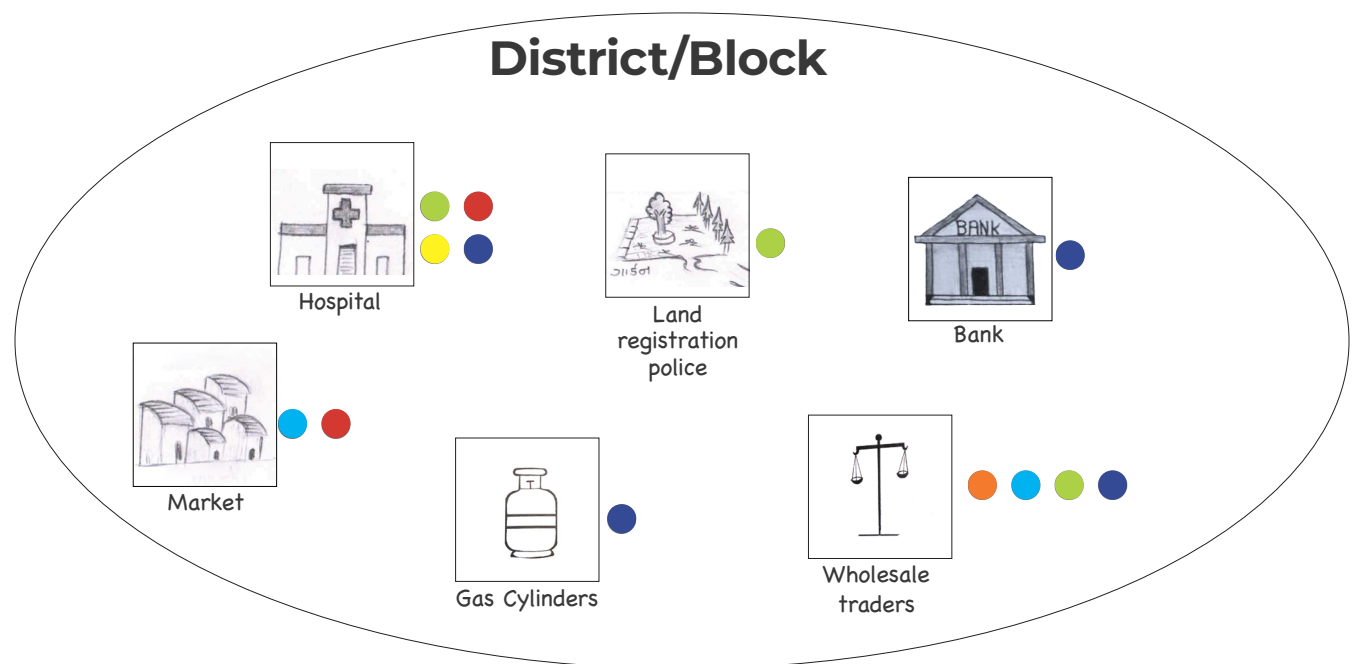 District/Block
Hospital
Land
registration
police
BANK
Bank
Market
Gas Cylinders
Wholesale
traders